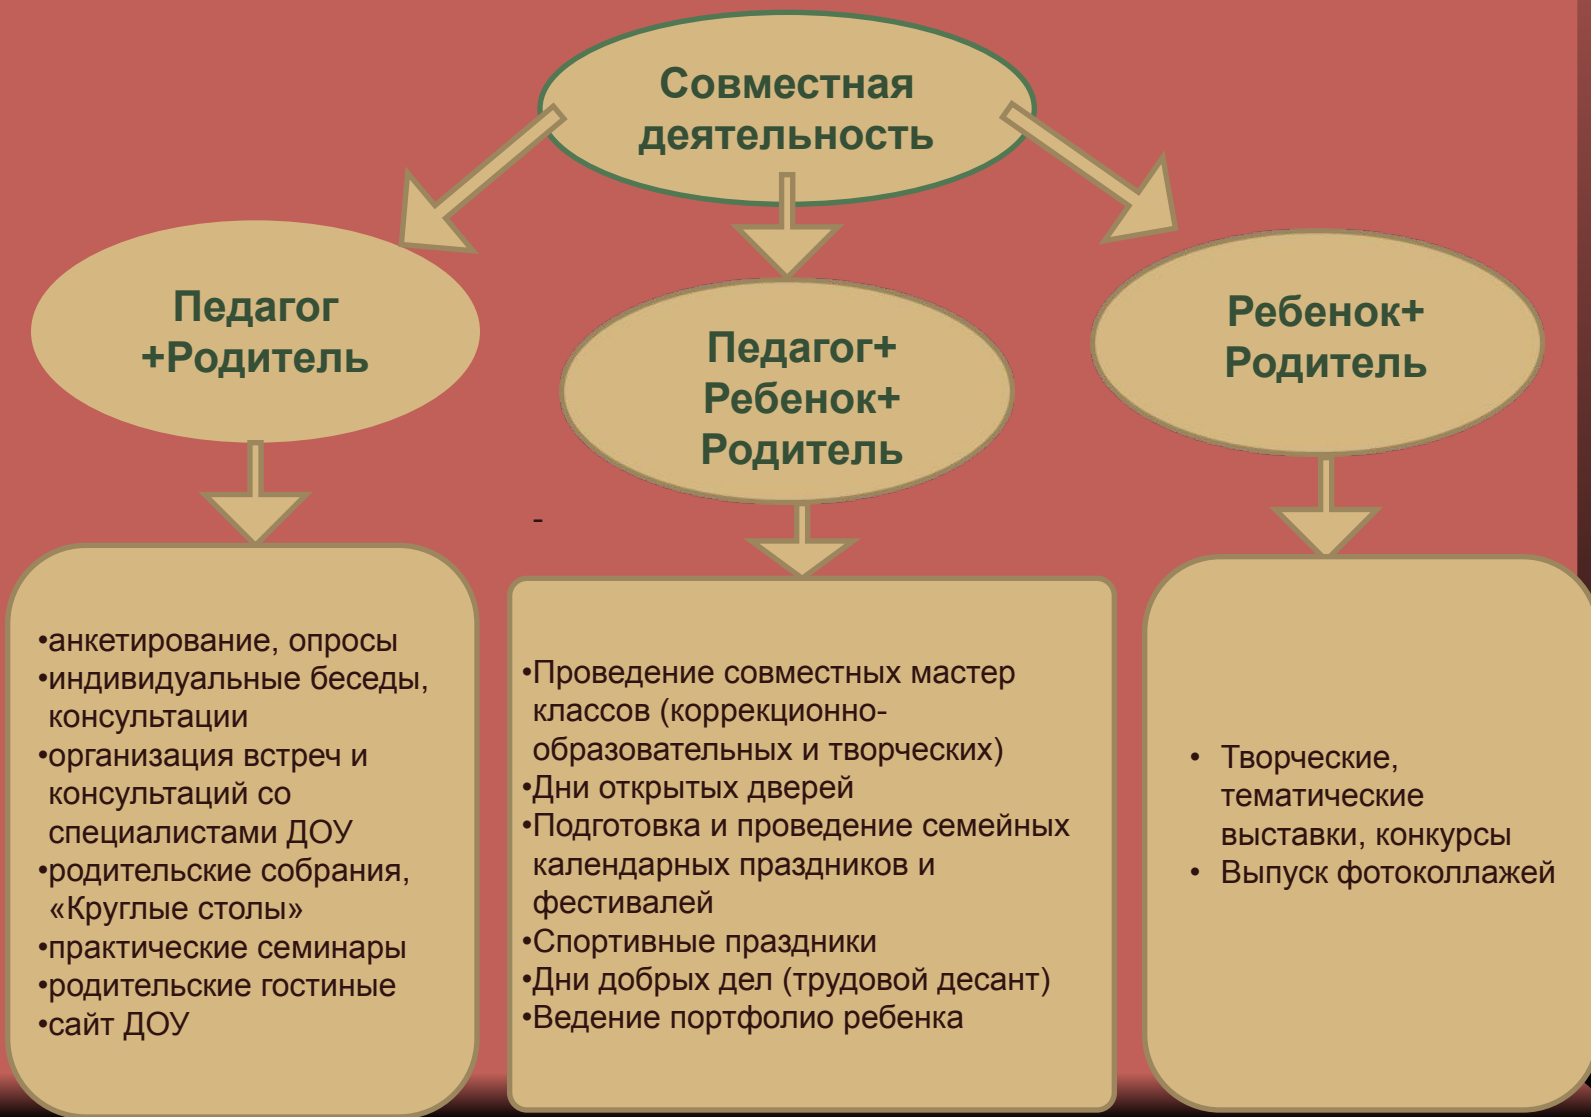 Совместная
деятельность
Педагог
+Родитель
Педагог+
Ребенок+
Родитель
Ребенок+
Родитель
-
•анкетирование, опросы
•индивидуальные беседы,
консультации
•организация встреч и
консультаций со
специалистами ДОУ
•родительские собрания,
«Круглые столы»
•практические семинары
•родительские гостиные
•сайт ДОУ
•Проведение совместных мастер
классов (коррекционно-
образовательных и творческих)
•Дни открытых дверей
•Подготовка и проведение семейных
календарных праздников и
фестивалей
•Спортивные праздники
•Дни добрых дел (трудовой десант)
•Ведение портфолио ребенка
• Творческие,
тематические
выставки, конкурсы
• Выпуск фотоколлажей